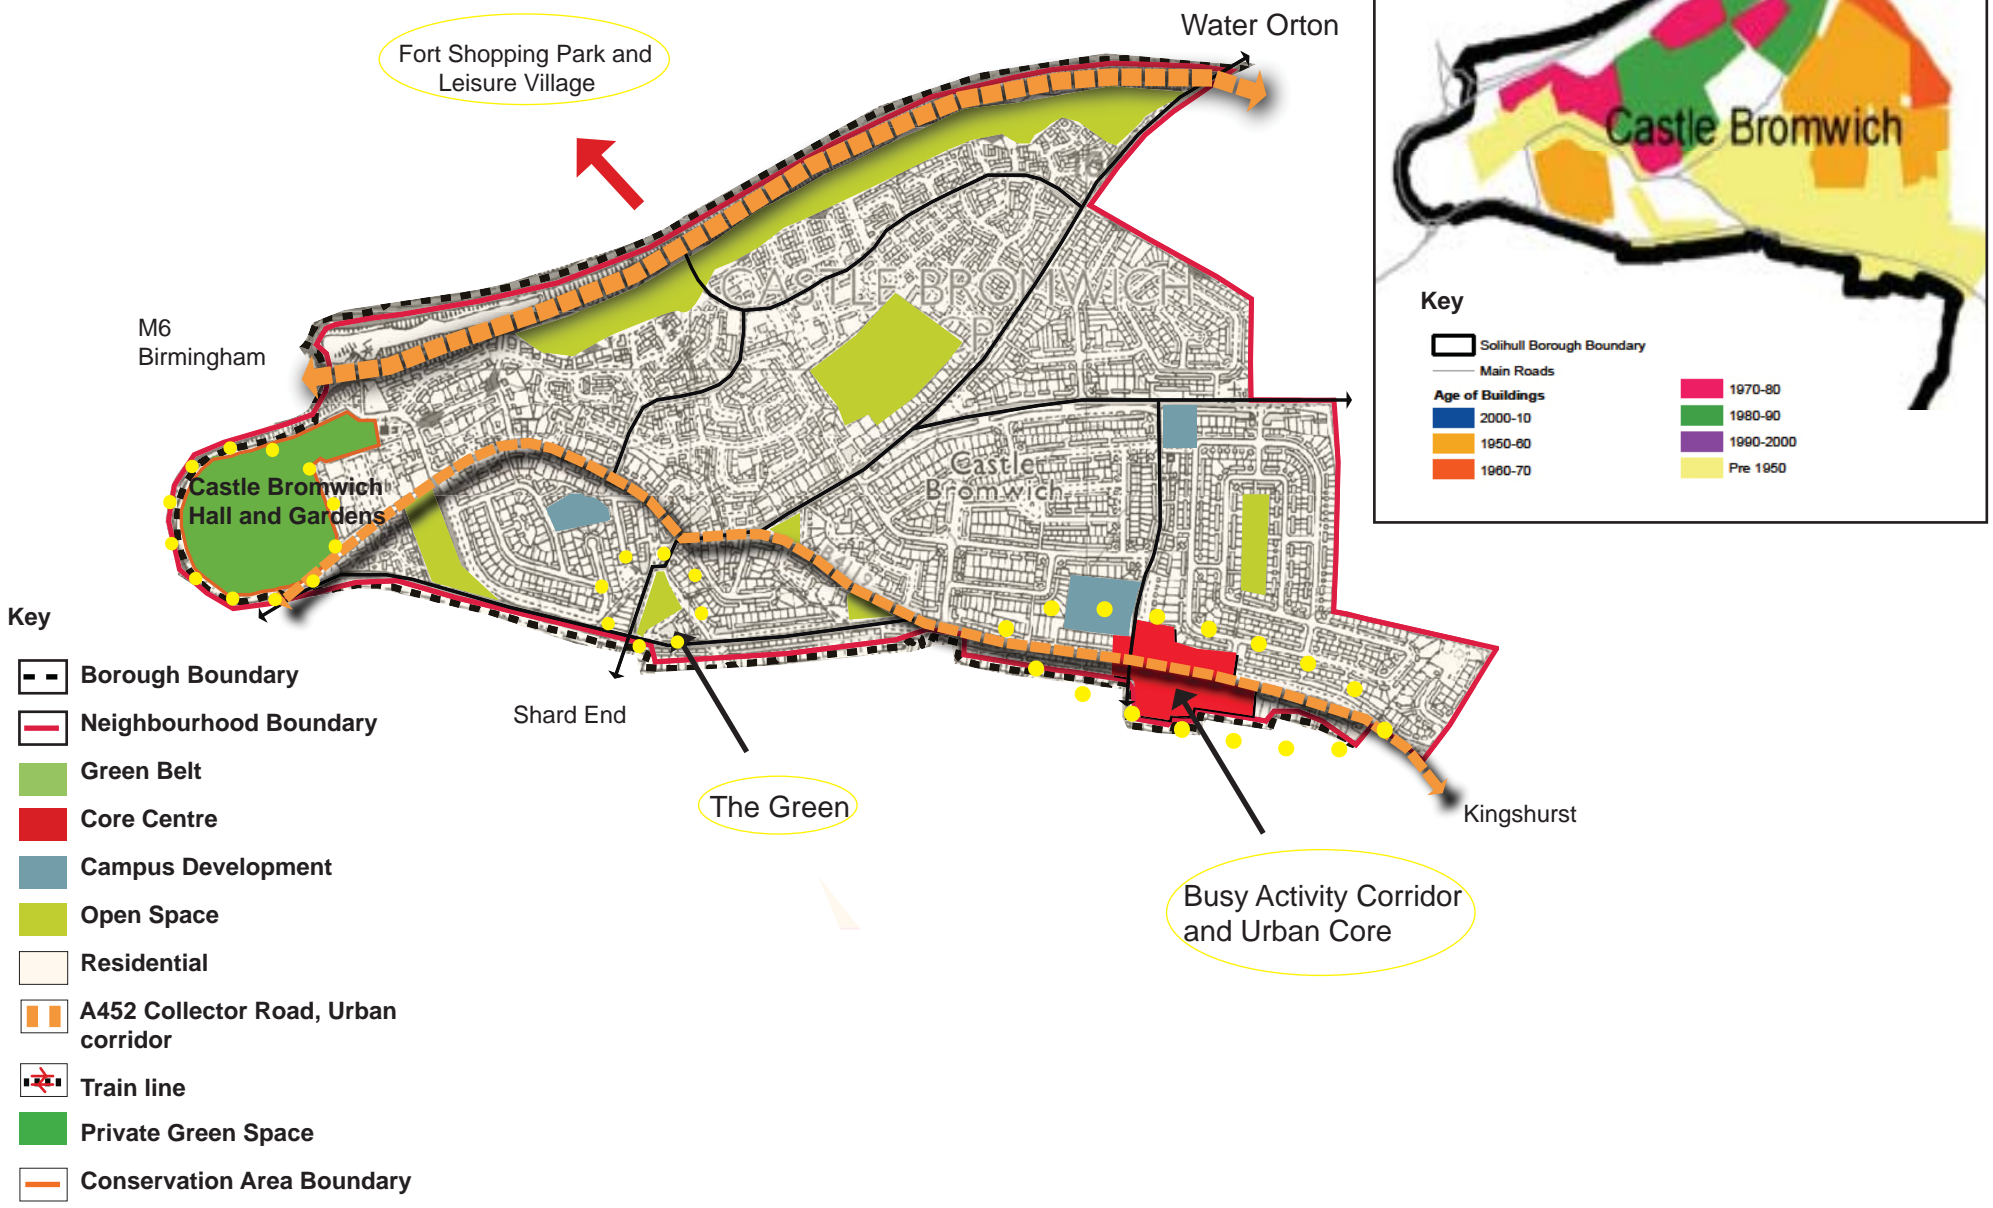 Water Orton
Fort Shopping Park and
Leisure Village
M6
Birmingham
CASTLE BROMWICH
P
Castle
Bromwich
Castle Bromwich
Hall and Gardens
Shard End
The Green
Busy Activity Corridor
and Urban Core
Kingshurst
Key
Borough Boundary
Neighbourhood Boundary
Green Belt
Core Centre
Campus Development
Open Space
Residential
A452 Collector Road, Urban
corridor
Train line
Private Green Space
Conservation Area Boundary
Castle Bromwich
Key
Solihull Borough Boundary
Main Roads
Age of Buildings
2000-10
1950-60
1960-70
1970-80
1980-90
1990-2000
Pre 1950